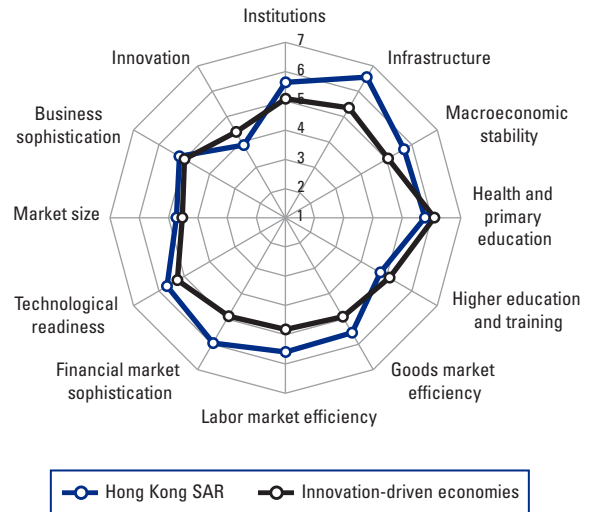 Institutions
7
Innovation
6
Infrastructure
5
Business
sophistication
4
Macroeconomic
stability
3
2
Market size
1
Health and
primary
education
Technological
readiness
Higher education
and training
Financial market
sophistication
Goods market
efficiency
Labor market efficiency
Hong Kong SAR
Innovation-driven economies